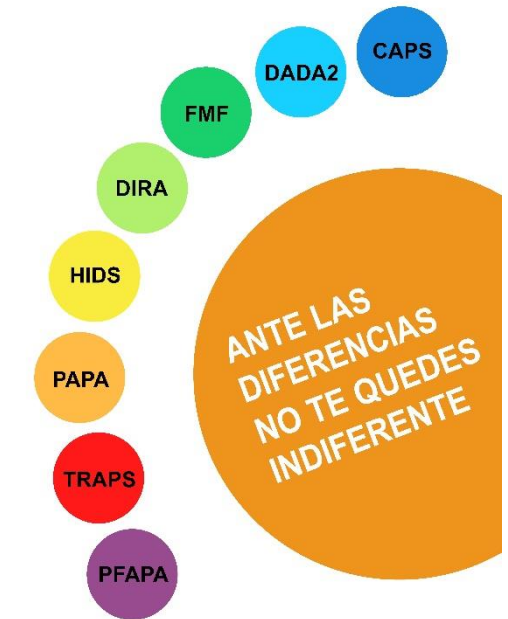 CAPS
DADA2
FMF
DIRA
HIDS
PAPA
TRAPS
PFAPA
ANTE LAS
DIFERENCIAS
NO TE QUEDES
INDIFERENTE